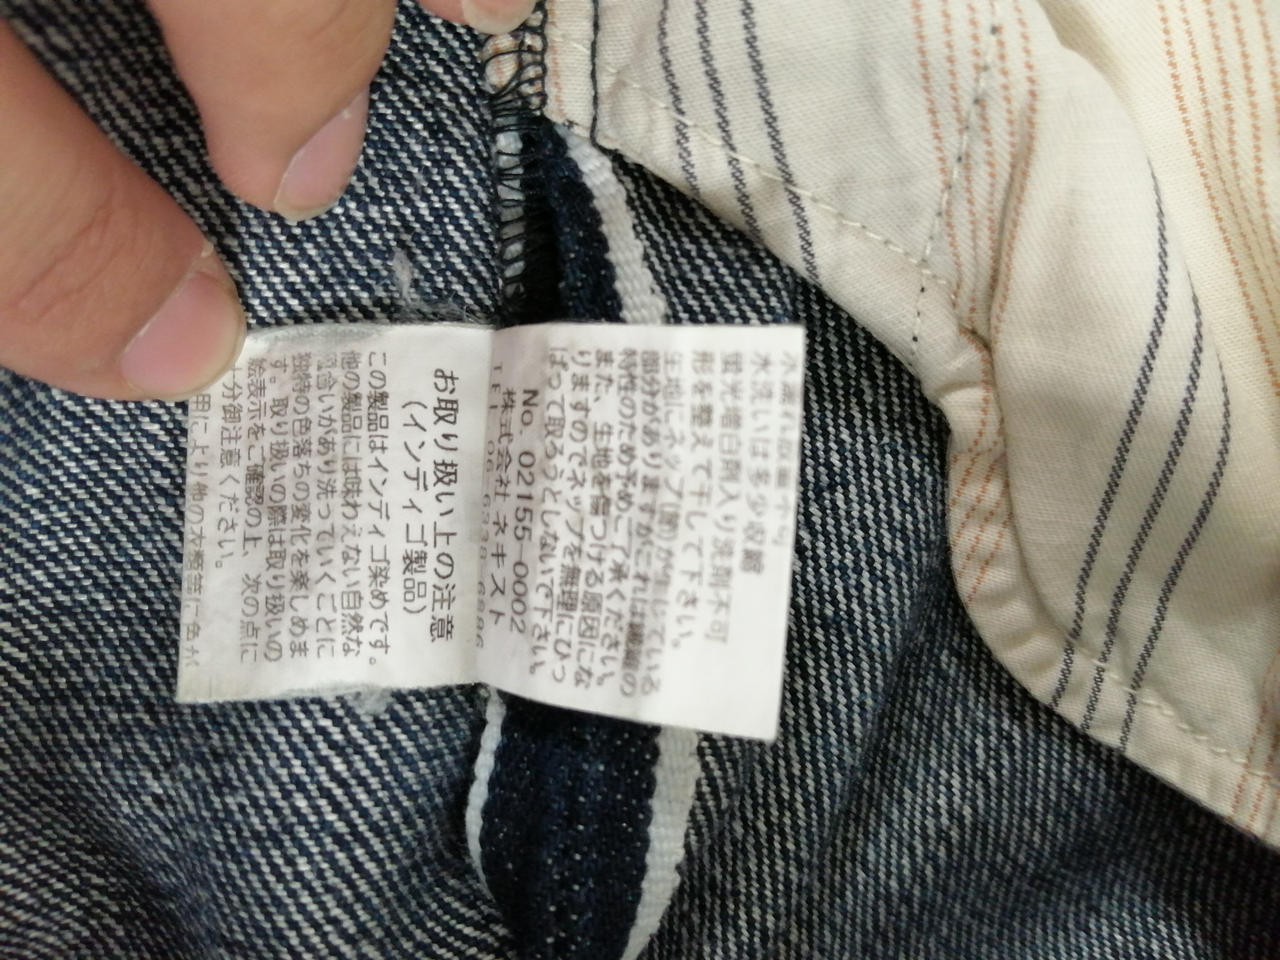 水洗いは多少収縮
蛍光増白剤入り洗剤不可
形を整えて干して下さい。
生地にネップ(節)が生じている
部分がありますがこれは繊維の
特性のため予めご了承ください。
また、生地を傷つける原因にな
りますのでネップを無理にひっ
ぱって取ろうとしないで下さい。
No. 02155-0002
株式会社ネキスト
TEL 06-6338-6886
お取り扱い上の注意
(インディゴ製品)
この製品はインディゴ染めです。
他の製品には味わえない自然な
風合いがあり洗っていくごとに
独特の色落ちの変化を楽しめま
す。取り扱いの際は取り扱いの
絵表示をご確認の上、次の点に
十分御注意ください。